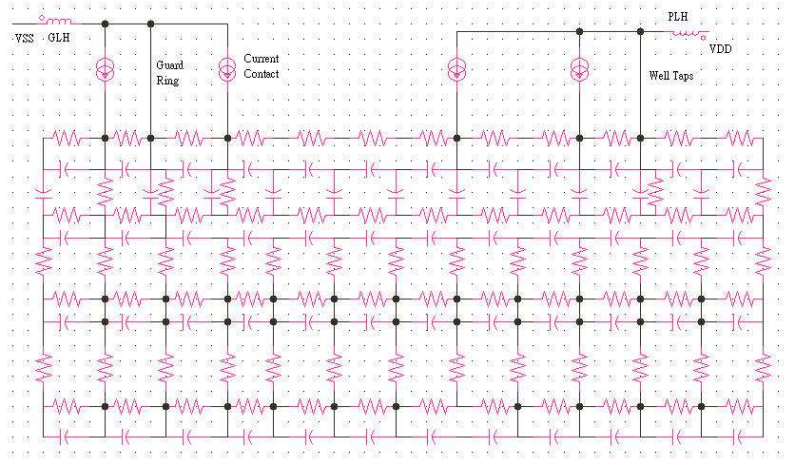 PLH
VSS GLH
VDD
Guard
Ring
Current
Contact
Well Taps